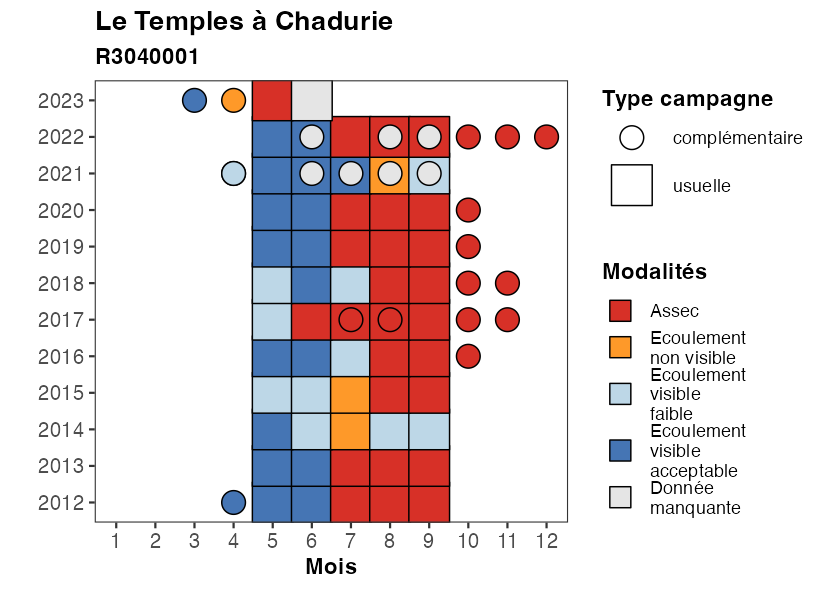 Le Temples à Chadurie
R3040001
2023
2022
2021
2020
2019
2018
2017
2016
2015
2014
2013
2012
1 2 3 4 5 6 7 8 9 10 11 12
Mois
Type campagne
complémentaire
usuelle
Modalités
Assec
Ecoulement
non visible
Ecoulement
visible
faible
Ecoulement
visible
acceptable
Donnée
manquante